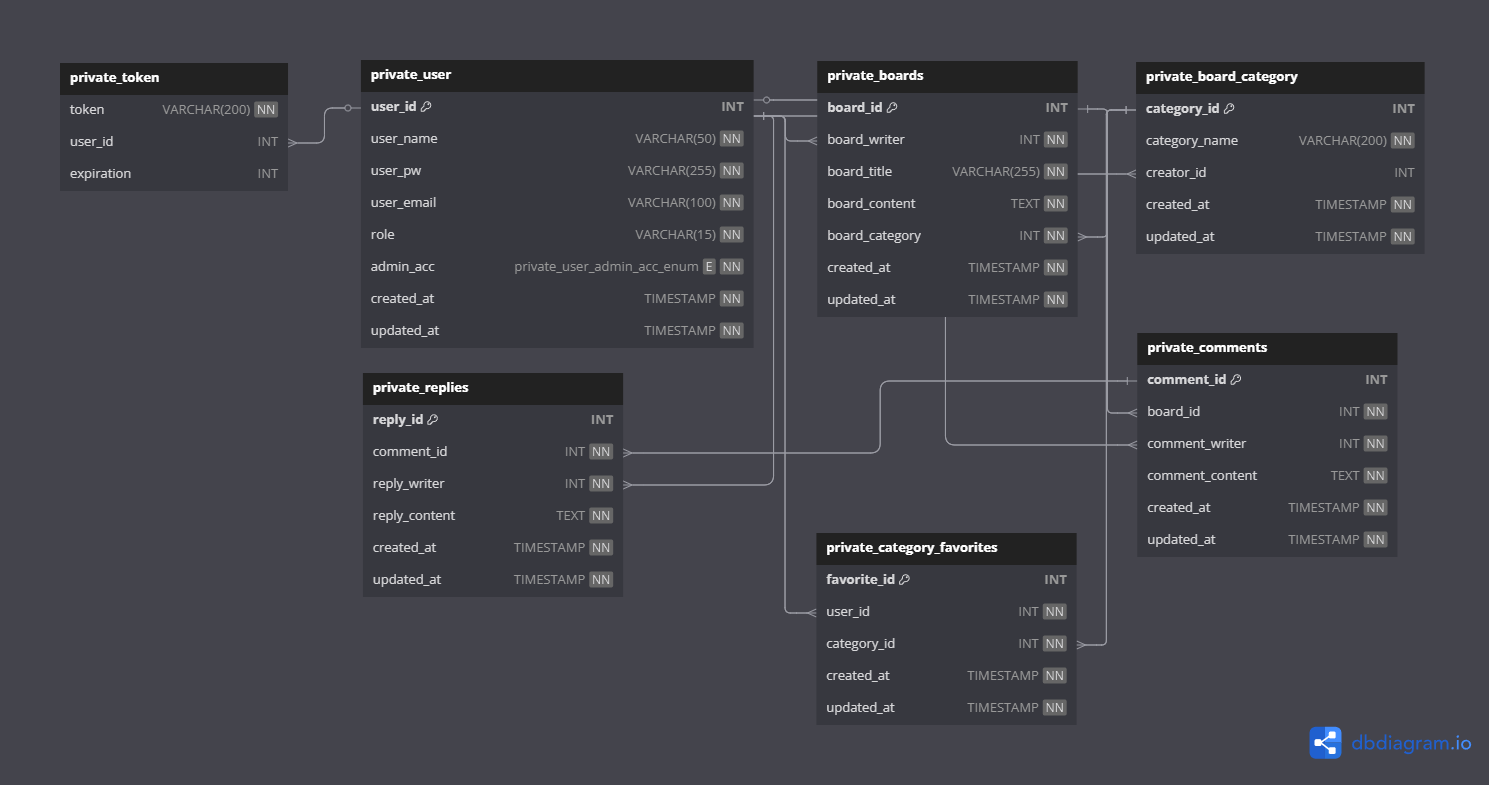 private_token
token VARCHAR(200) NN
user_id INT
expiration INT
private_user
user_id INT
user_name VARCHAR(50) NN
user_pw VARCHAR(255) NN
user_email VARCHAR(100) NN
role VARCHAR(15) NN
admin_acc private_user_admin_acc_enum E NN
created_at TIMESTAMP NN
updated_at TIMESTAMP NN
private_boards
board_id INT
board_writer INT NN
board_title VARCHAR(255) NN
board_content TEXT NN
board_category INT NN
created_at TIMESTAMP NN
updated_at TIMESTAMP NN
private_board_category
category_id INT
category_name VARCHAR(200) NN
creator_id INT
created_at TIMESTAMP NN
updated_at TIMESTAMP NN
private_replies
reply_id INT
comment_id INT NN
reply_writer INT NN
reply_content TEXT NN
created_at TIMESTAMP NN
updated_at TIMESTAMP NN
private_comments
comment_id INT
board_id INT NN
comment_writer INT NN
comment_content TEXT NN
created_at TIMESTAMP NN
updated_at TIMESTAMP NN
private_category_favorites
favorite_id INT
user_id INT NN
category_id INT NN
created_at TIMESTAMP NN
updated_at TIMESTAMP NN
dbdiagram.io